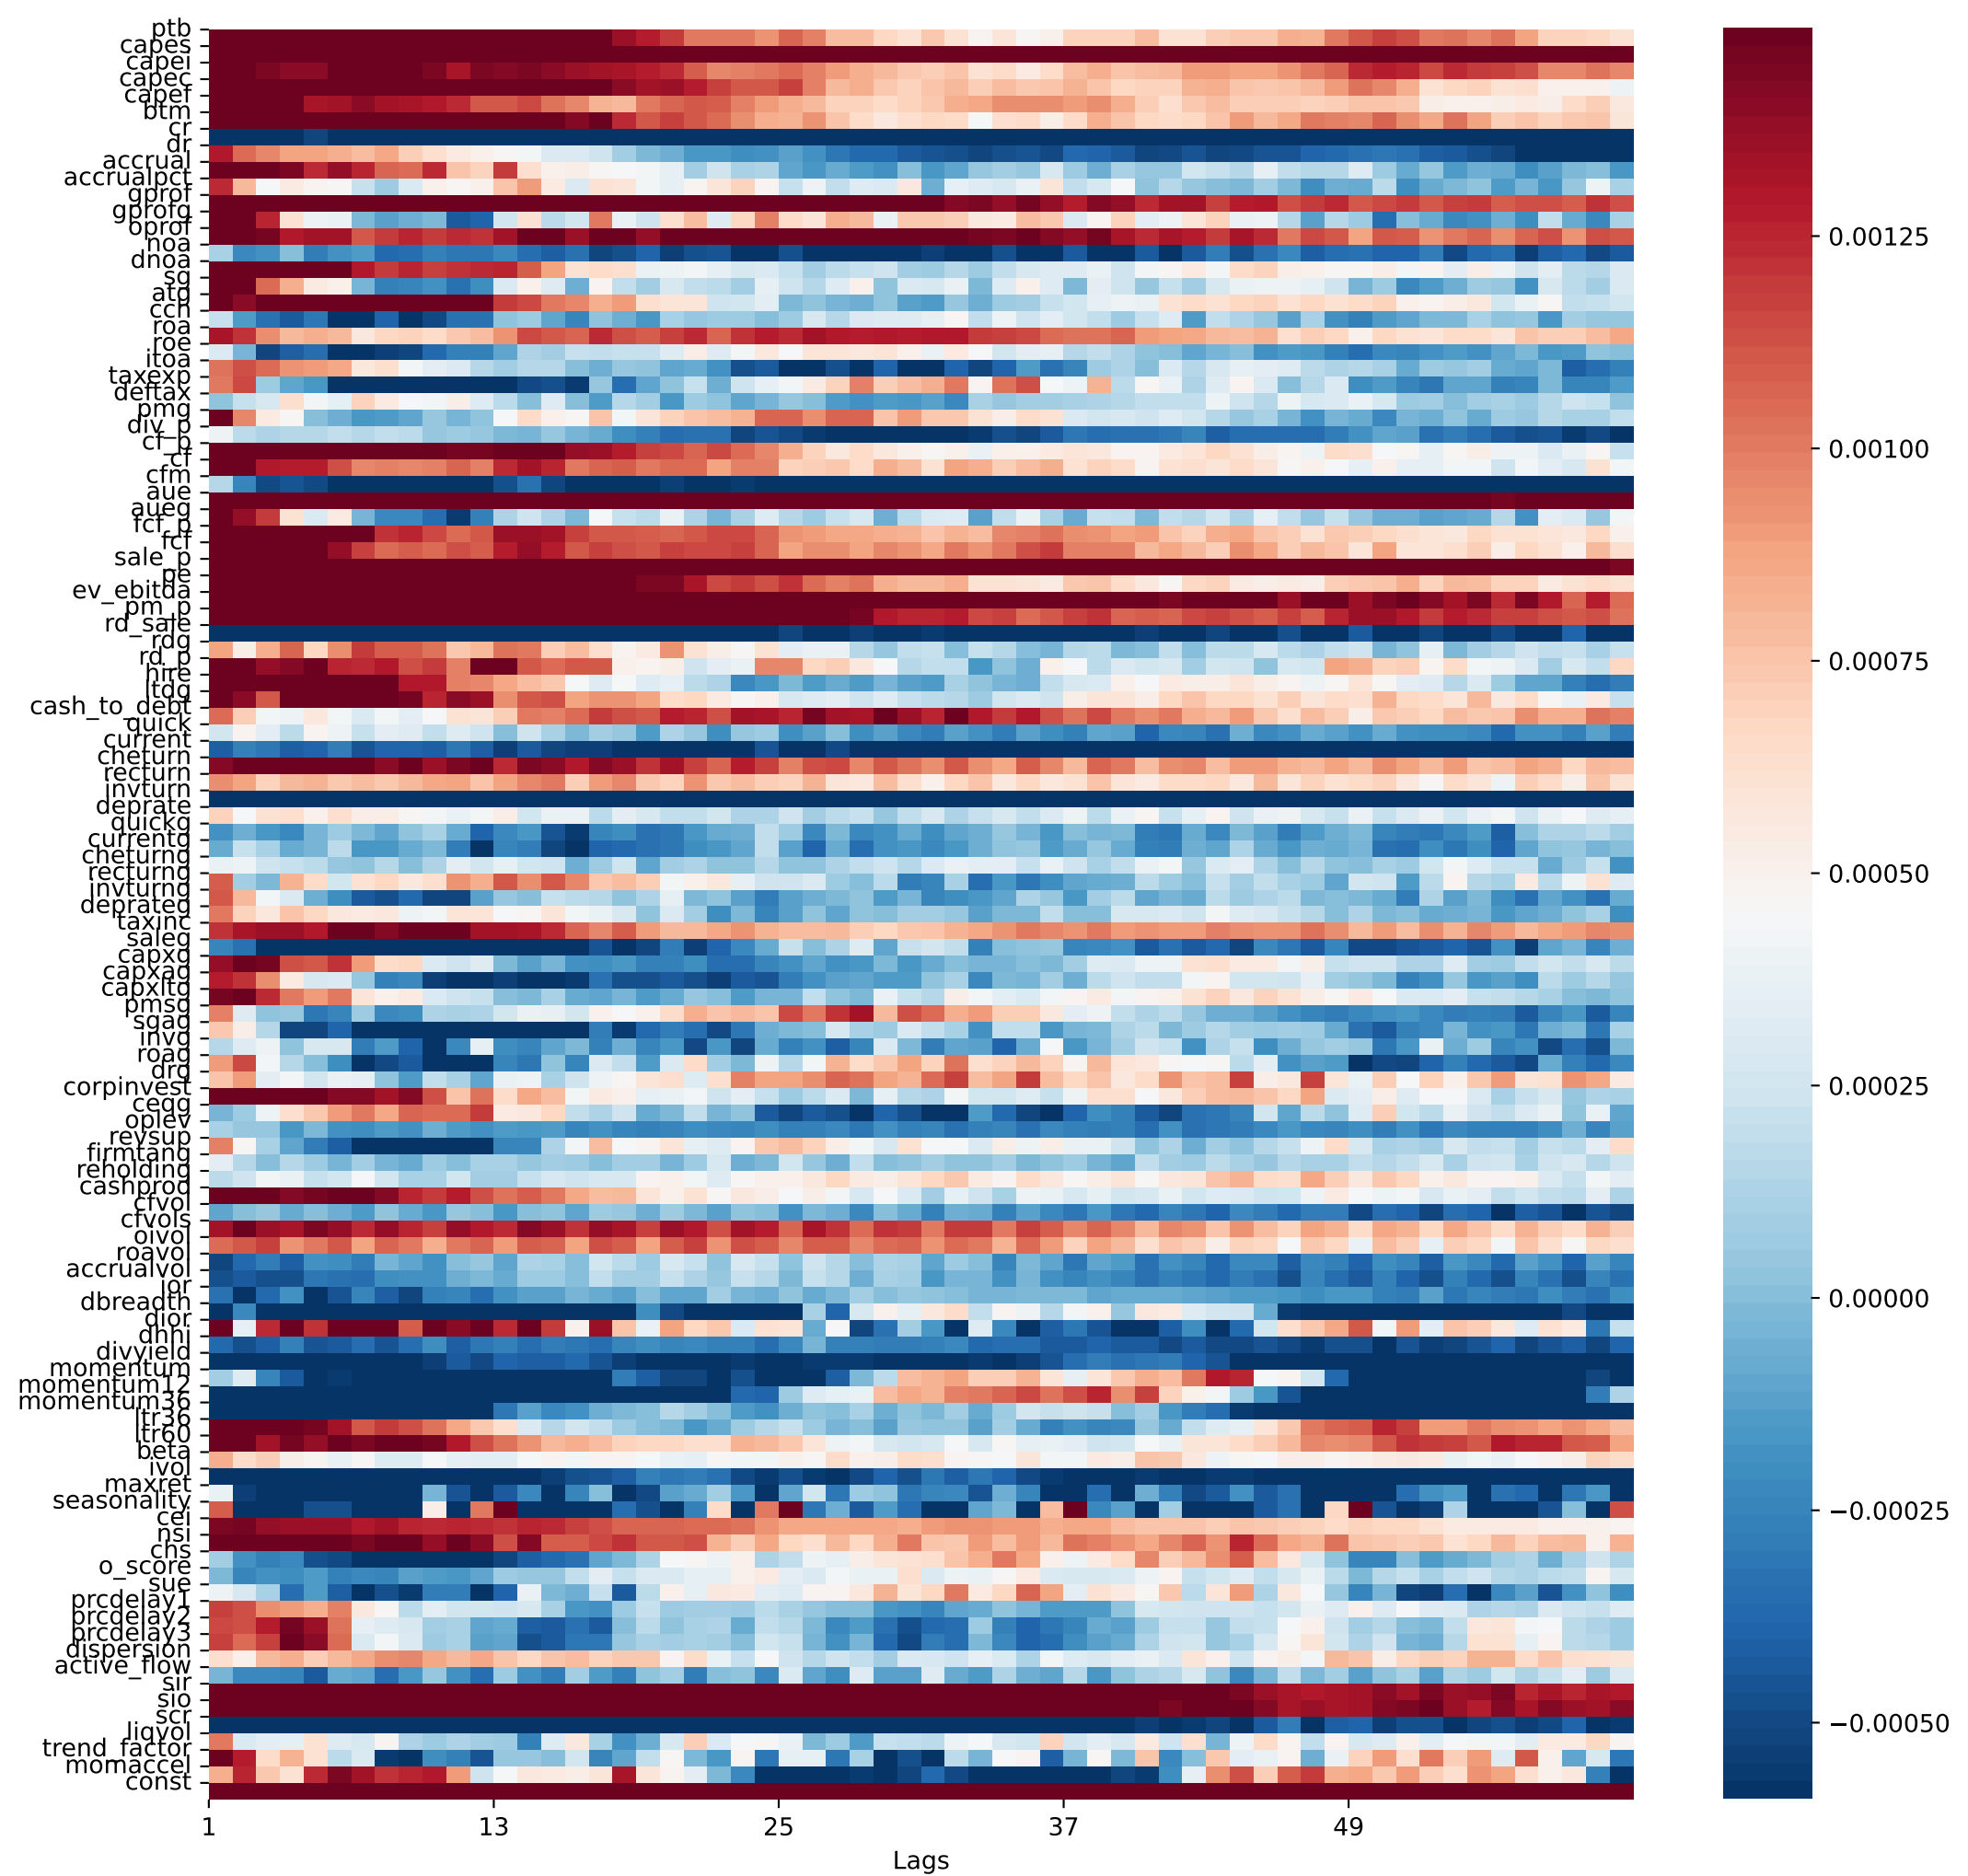 ptb
capes
capei
capec
capef
btm
cr
dr
accrual
accrualpct
gprof
gprofg
oprof
noa
dnoa
sg
atg
cch
roa
roe
itoa
taxexp
deftax
pmg
div_p
cf_p
cf
cfm
aue
aueg
fcf_p
fcf
sale_p
pe
ev_ebitda
pm_p
rd_sale
rdg
rd_p
hire
ltdg
cash_to_debt
quick
current
cheturn
recturn
invturn
deprate
quickg
currentg
cheturng
recturng
invturng
deprateg
taxinc
saleg
capxg
capxag
capxltg
pmsg
sgag
invg
roag
drg
corpinvest
ceqg
oplev
revsup
firmtang
reholding
cashprod
cfvol
cfvols
oivol
roavol
accrualvol
ior
dbreadth
dior
dhhi
divyield
momentum
momentum12
momentum36
ltr36
ltr60
beta
ivol
maxret
seasonality
cei
nsi
chs
o_score
sue
prcdelay1
prcdelay2
prcdelay3
dispersion
active_flow
sir
sio
scr
liqvol
trend_factor
momaccel
const
1 13 25 37 49
Lags
0.00125
0.00100
0.00075
0.00050
0.00025
0.00000
−0.00025
−0.00050